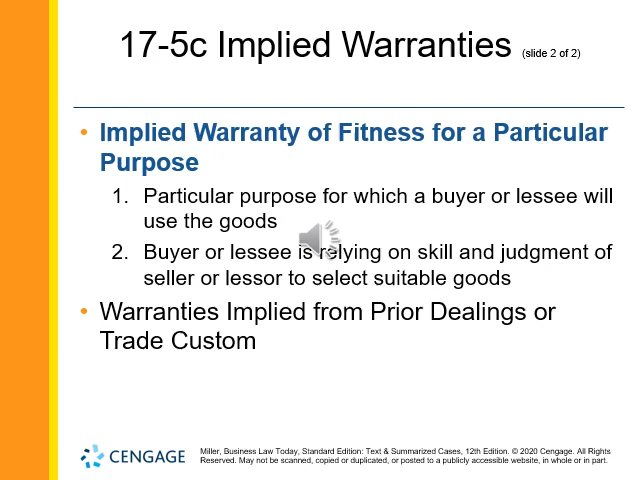 17-5c Implied Warranties (slide 2 of 2)
• Implied Warranty of Fitness for a Particular
Purpose
1. Particular purpose for which a buyer or lessee will
use the goods
2. Buyer or lessee is relying on skill and judgment of
seller or lessor to select suitable goods
• Warranties Implied from Prior Dealings or
Trade Custom
CENGAGE
Miller, Business Law Today, Standard Edition: Text & Summarized Cases, 12th Edition. © 2020 Cengage. All Rights
Reserved. May not be scanned, copied or duplicated, or posted to a publicly accessible website, in whole or in part.